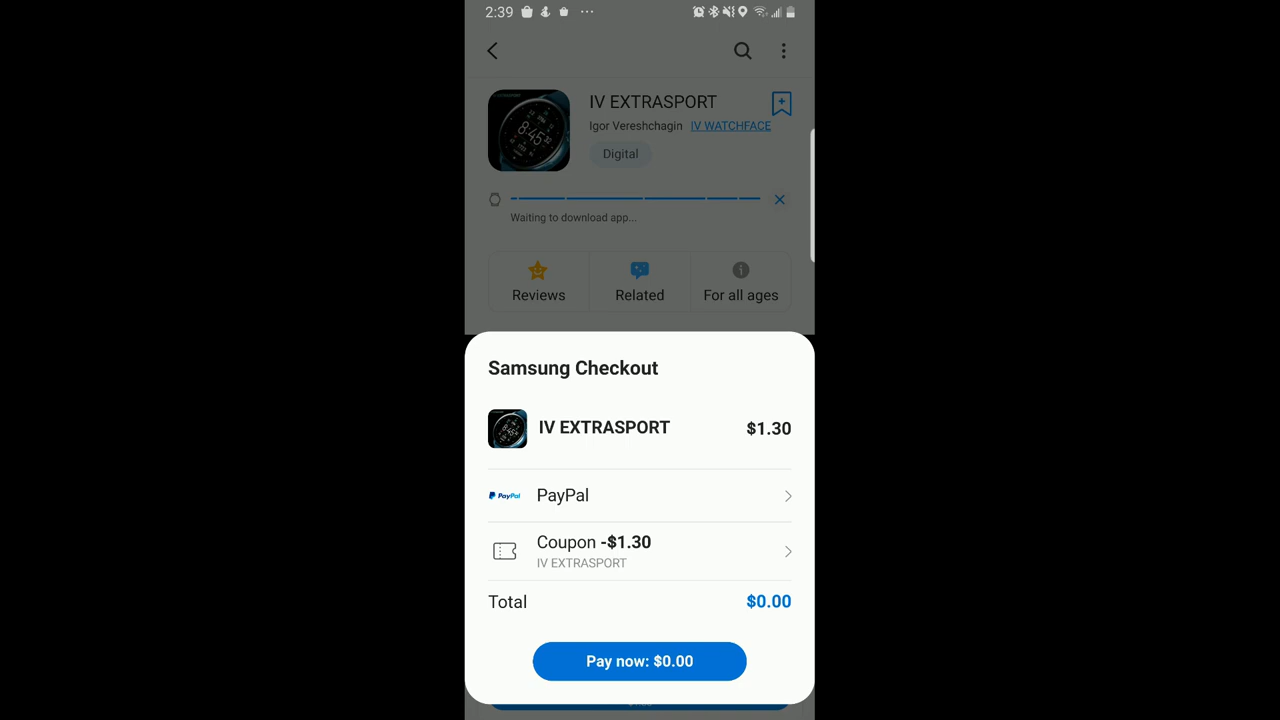 2:39
IV EXTRASPORT
Igor Vereshchagin IV WATCHFACE
Digital
Waiting to download app...
Reviews Related For all ages
Samsung Checkout
IV EXTRASPORT $1.30
PayPal PayPal
Coupon -$1.30
IV EXTRASPORT
Total $0.00
Pay now: $0.00